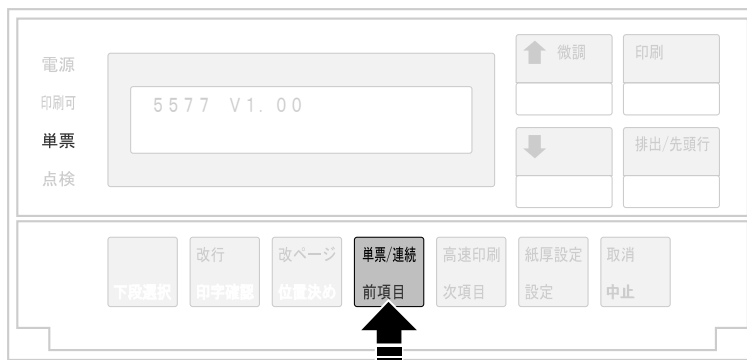 電源
印刷可
単票
点検
5577 V1.00
微調
印刷
排出/先頭行
改行
改ページ
単票/連続
高速印刷
紙厚設定
取消
下段選択
印字確認
位置決め
前項目
次項目
設定
中止